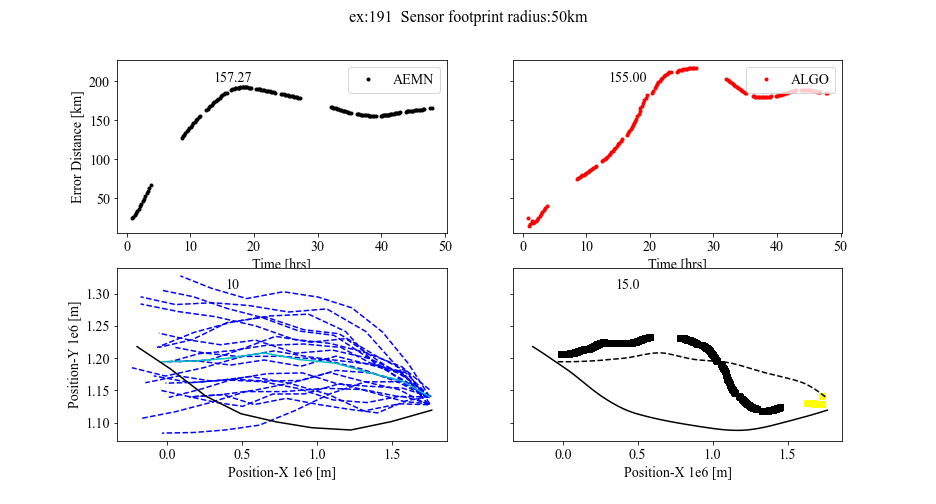 ex:191  Sensor footprint radius:50km
157.27
AEMN
155.00
ALGO
Error Distance [km]
200
150
100
50
0 10 20 30 40 50
0 10 20 30 40 50
Time [hrs]
Time [hrs]
10
15.0
Position-Y 1e6 [m]
1.30
1.25
1.20
1.15
1.10
0.0 0.5 1.0 1.5
0.0 0.5 1.0 1.5
Position-X 1e6 [m]
Position-X 1e6 [m]